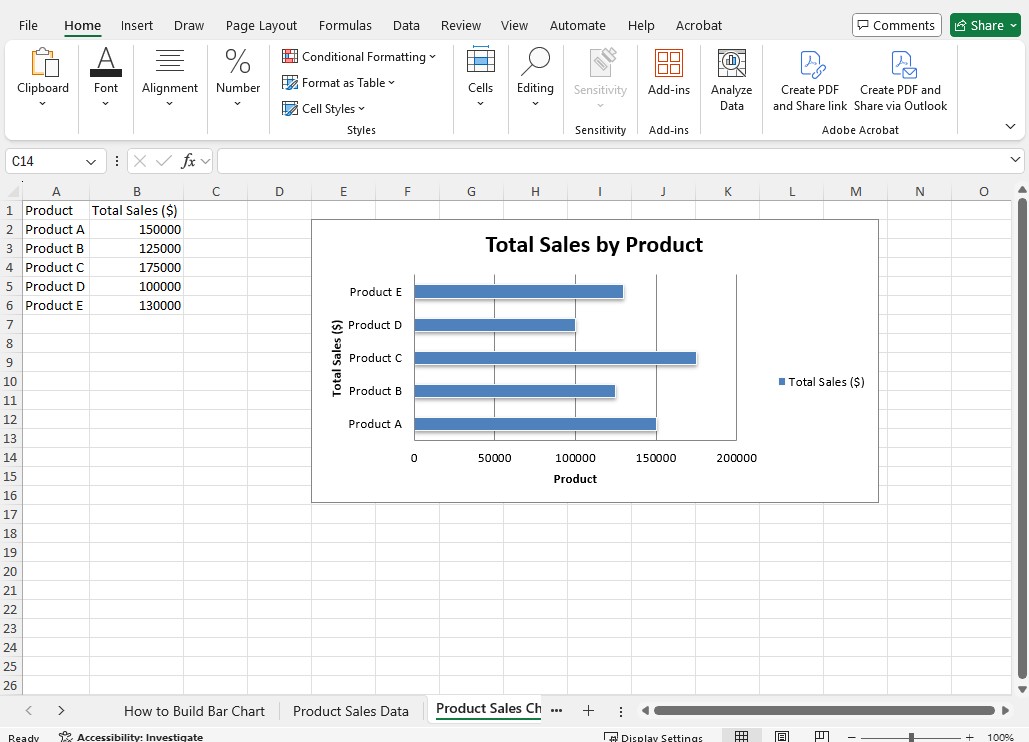 File Home Insert Draw Page Layout Formulas Data Review View Automate Help Acrobat Comments Share
Clipboard Font Alignment % Number Conditional Formatting Format as Table Cell Styles Styles Cells Editing Sensitivity Sensitivity Add-ins Add-ins Analyze Data Create PDF and Share link Create PDF and Share via Outlook Adobe Acrobat
C14 fx
A B C D E F G H I J K L M N O
1 Product Total Sales ($)
2 Product A 150000
3 Product B 125000
4 Product C 175000
5 Product D 100000
6 Product E 130000
7
8
9
10
11
12
13
14
15
16
17
18
19
20
21
22
23
24
25
26
Total Sales by Product
Total Sales ($)
Product E
Product D
Product C
Product B
Product A
0 50000 100000 150000 200000
Product
Total Sales ($)
How to Build Bar Chart Product Sales Data Product Sales Ch
Ready Accessibility: Investigate Display Settings 100%